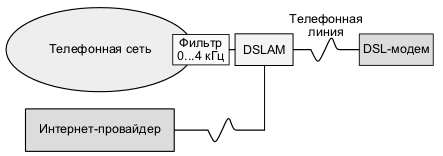 Телефонная сеть
Фильтр
0...4 кГц
DSLAM
Телефонная
линия
DSL-модем
Интернет-провайдер